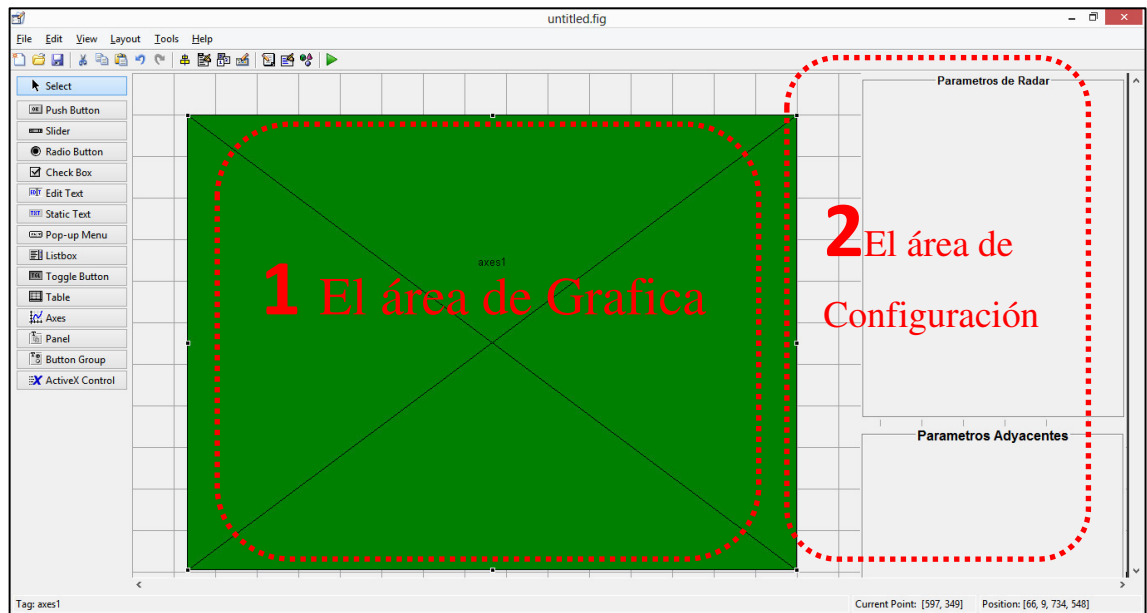 untitled.fig
File Edit View Layout Tools Help
Select
OK Push Button
Slider
Radio Button
Check Box
Edit Text
TXT Static Text
Pop-up Menu
Listbox
TGL Toggle Button
Table
Axes
Panel
Button Group
X ActiveX Control
axes1
1 El área de Grafica
Parametros de Radar
2 El área de
Configuración
Parametros Adyacentes
Tag: axes1
Current Point: [597, 349] Position: [66, 9, 734, 548]